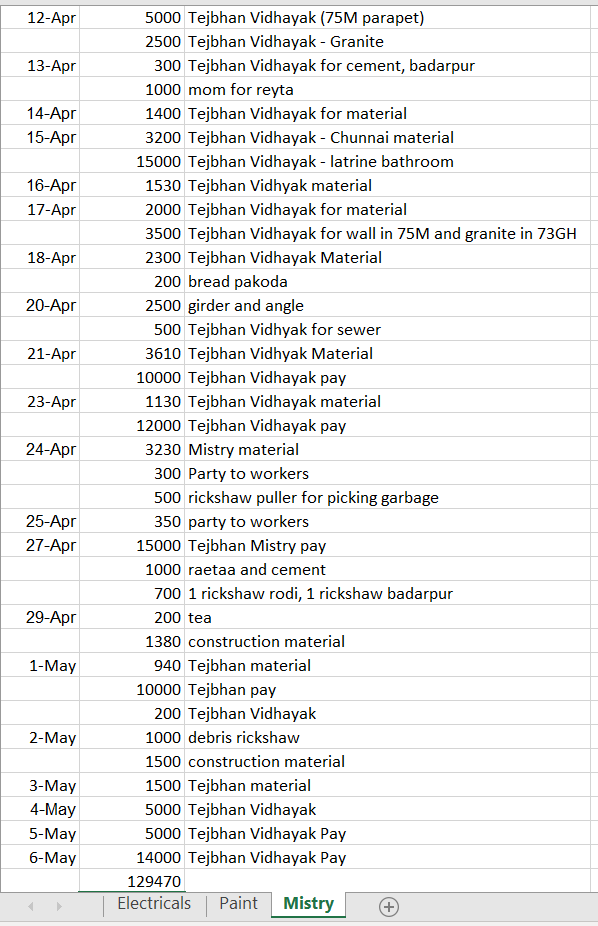 12-Apr 5000 Tejbhan Vidhayak (75M parapet)
2500 Tejbhan Vidhayak - Granite
13-Apr 300 Tejbhan Vidhayak for cement, badarpur
1000 mom for reyta
14-Apr 1400 Tejbhan Vidhayak for material
15-Apr 3200 Tejbhan Vidhayak - Chunnai material
15000 Tejbhan Vidhayak - latrine bathroom
16-Apr 1530 Tejbhan Vidhyak material
17-Apr 2000 Tejbhan Vidhayak for material
3500 Tejbhan Vidhayak for wall in 75M and granite in 73GH
18-Apr 2300 Tejbhan Vidhayak Material
200 bread pakoda
20-Apr 2500 girder and angle
500 Tejbhan Vidhyak for sewer
21-Apr 3610 Tejbhan Vidhyak Material
10000 Tejbhan Vidhayak pay
23-Apr 1130 Tejbhan Vidhayak material
12000 Tejbhan Vidhayak pay
24-Apr 3230 Mistry material
300 Party to workers
500 rickshaw puller for picking garbage
25-Apr 350 party to workers
27-Apr 15000 Tejbhan Mistry pay
1000 raetaa and cement
700 1 rickshaw rodi, 1 rickshaw badarpur
29-Apr 200 tea
1380 construction material
1-May 940 Tejbhan material
10000 Tejbhan pay
200 Tejbhan Vidhayak
2-May 1000 debris rickshaw
1500 construction material
3-May 1500 Tejbhan material
4-May 5000 Tejbhan Vidhayak
5-May 5000 Tejbhan Vidhayak Pay
6-May 14000 Tejbhan Vidhayak Pay
129470
Electricals Paint Mistry